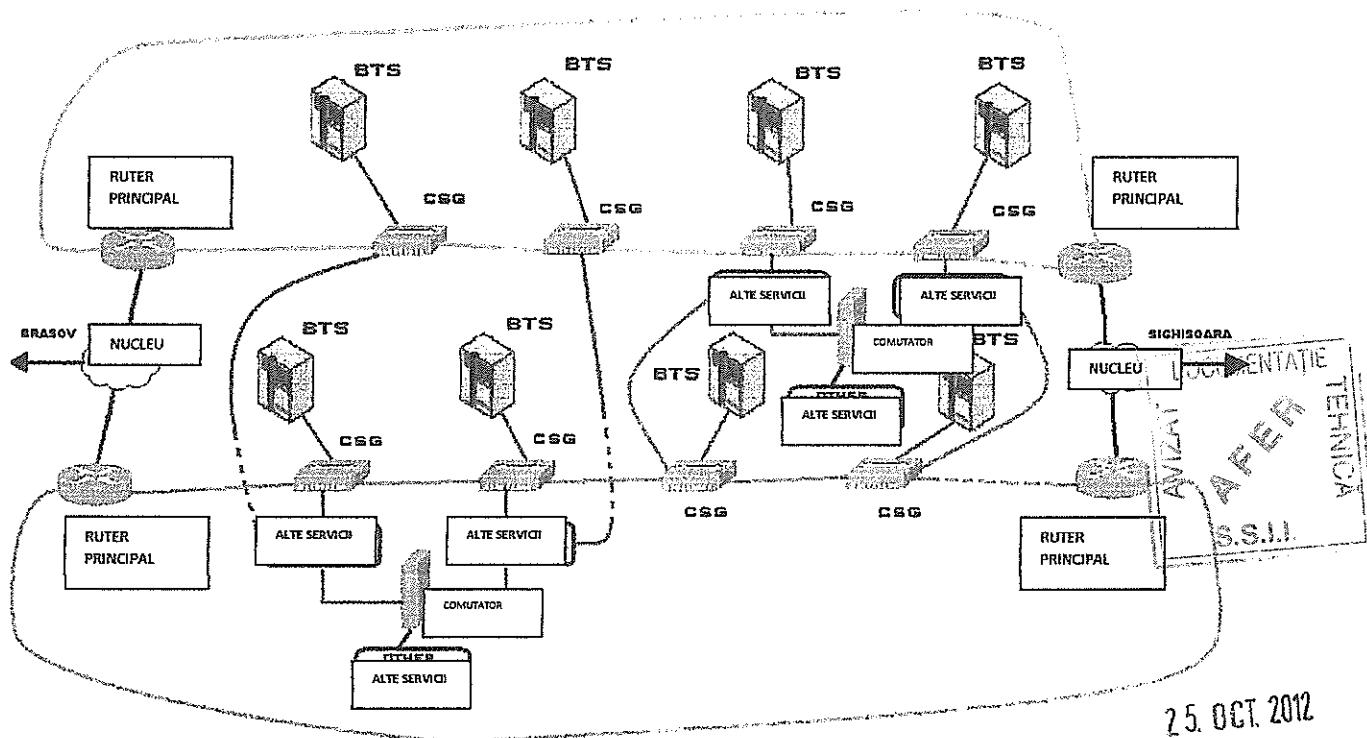 BTS
BTS
BTS
BTS
RUTER
PRINCIPAL
RUTER
PRINCIPAL
CSG
CSG
CSG
CSG
ALTE SERVICII
ALTE SERVICII
BRASOV
NUCLEU
BTS
BTS
BTS
COMUTATOR
BTS
SIGHISOARA
NUCLEU
ALTE SERVICII
CSG
CSG
CSG
CSG
RUTER
PRINCIPAL
ALTE SERVICII
ALTE SERVICII
RUTER
PRINCIPAL
COMUTATOR
ALTE SERVICII
DOCUMENTAŢIE
TEHNICA
AVIZAT
AFER
S.S.I.I.
25. OCT. 2012